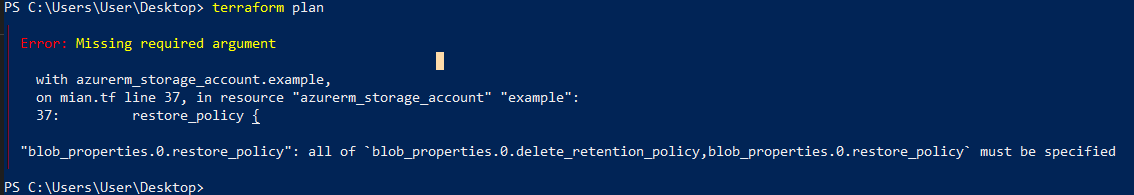 PS C:\Users\User\Desktop> terraform plan
Error: Missing required argument
with azurerm_storage_account.example,
on mian.tf line 37, in resource "azurerm_storage_account" "example":
37: restore_policy {
"blob_properties.0.restore_policy": all of `blob_properties.0.delete_retention_policy,blob_properties.0.restore_policy` must be specified
PS C:\Users\User\Desktop>